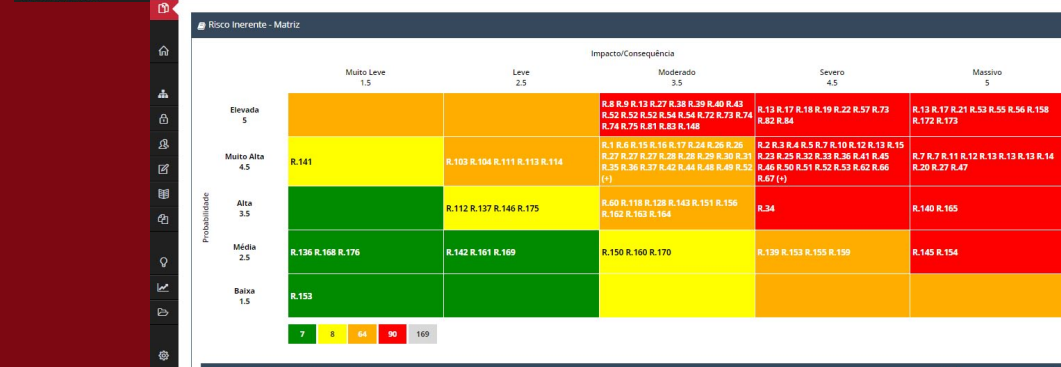 Risco Inerente - Matriz
Impacto/Consequência
Muito Leve
1.5
Leve
2.5
Moderado
3.5
Severo
4.5
Massivo
5
Probabilidade
Elevada
5
R.8 R.9 R.13 R.27 R.38 R.39 R.40 R.43
R.52 R.52 R.52 R.54 R.54 R.72 R.73 R.74
R.74 R.75 R.81 R.83 R.148
R.13 R.17 R.18 R.19 R.22 R.57 R.73
R.82 R.84
R.13 R.17 R.21 R.53 R.55 R.56 R.158
R.172 R.173
Muito Alta
4.5
R.141
R.103 R.104 R.111 R.113 R.114
R.1 R.6 R.15 R.16 R.17 R.24 R.26 R.26
R.27 R.27 R.27 R.28 R.28 R.29 R.30 R.31
R.35 R.36 R.37 R.42 R.44 R.48 R.49 R.52
(+)
R.2 R.3 R.4 R.5 R.7 R.10 R.12 R.13 R.15
R.23 R.25 R.32 R.33 R.36 R.41 R.45
R.46 R.50 R.51 R.52 R.53 R.62 R.66
R.67 (+)
R.7 R.7 R.11 R.12 R.13 R.13 R.13 R.14
R.20 R.27 R.47
Alta
3.5
R.112 R.137 R.146 R.175
R.60 R.118 R.128 R.143 R.151 R.156
R.162 R.163 R.164
R.34
R.140 R.165
Média
2.5
R.136 R.168 R.176
R.142 R.161 R.169
R.150 R.160 R.170
R.139 R.153 R.155 R.159
R.145 R.154
Baixa
1.5
R.153
7 8 64 90 169